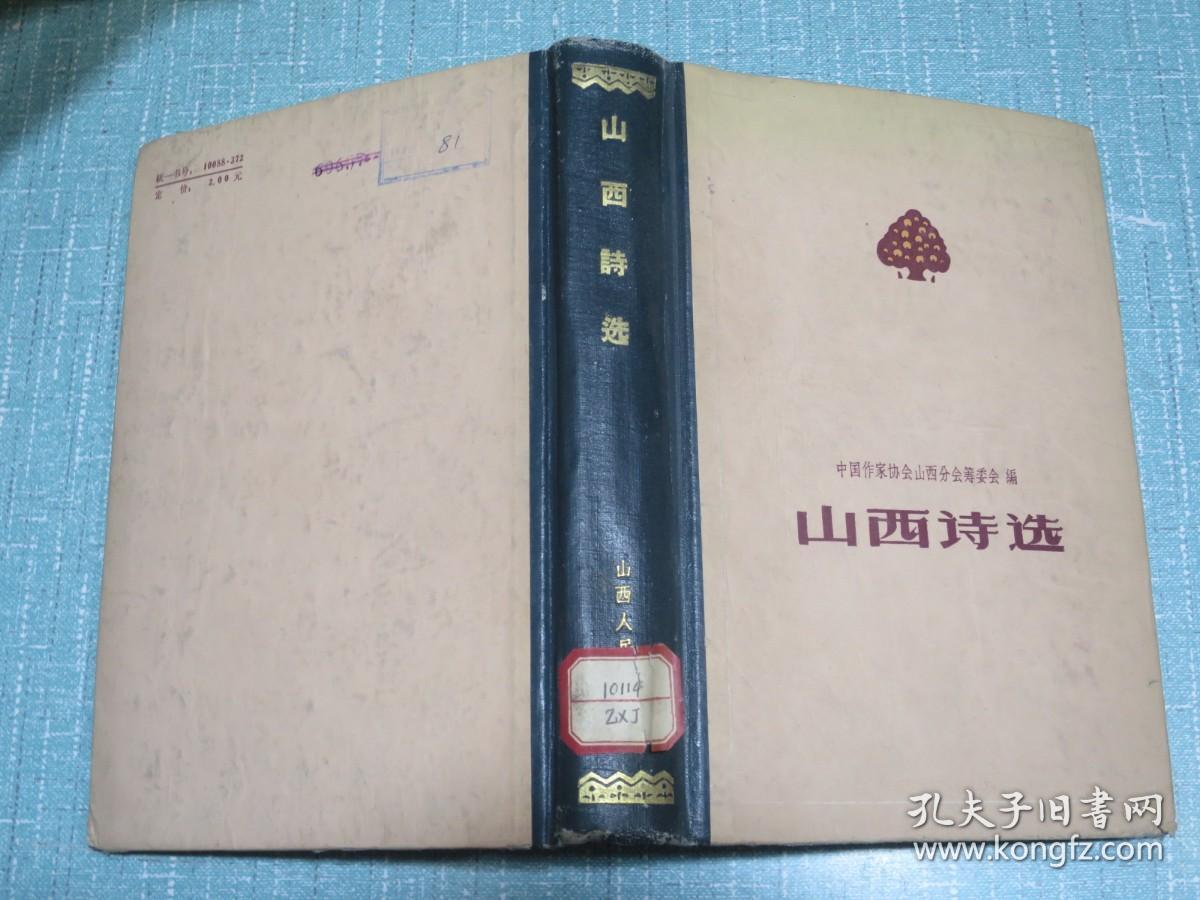 统一书号：10088·372
定 价：2.00元
81
山西詩选
山西人民
10114
ZXJ
中国作家协会山西分会筹委会 编
山西诗选
孔夫子旧书网
www.kongfz.com